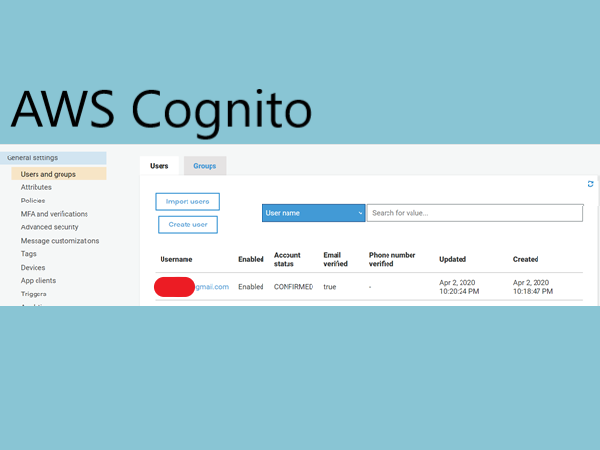 AWS Cognito
General settings
Users and groups
Attributes
Policies
MFA and verifications
Advanced security
Message customizations
Tags
Devices
App clients
Triggers
Users Groups
Import users
Create user
User name Search for value...
Username Enabled Account status Email verified Phone number verified Updated Created
gmai.com Enabled CONFIRMED true - Apr 2, 2020 10:20:24 PM Apr 2, 2020 10:18:47 PM